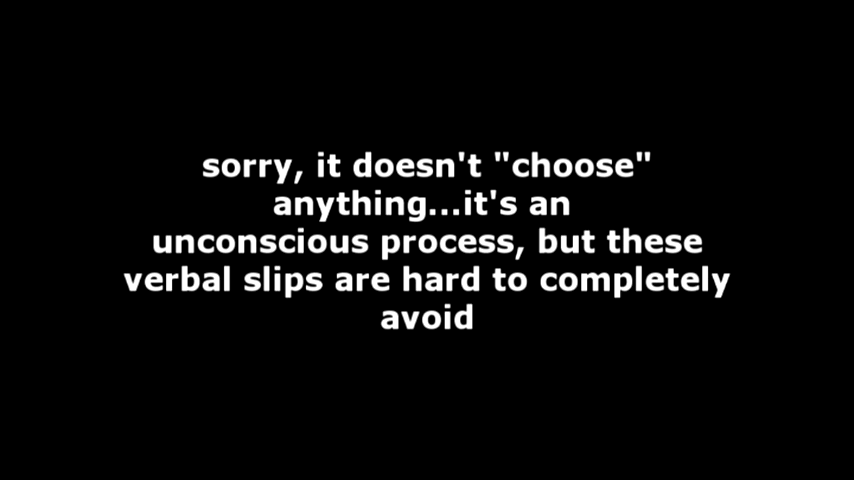 sorry, it doesn't "choose"
anything...it's an
unconscious process, but these
verbal slips are hard to completely
avoid